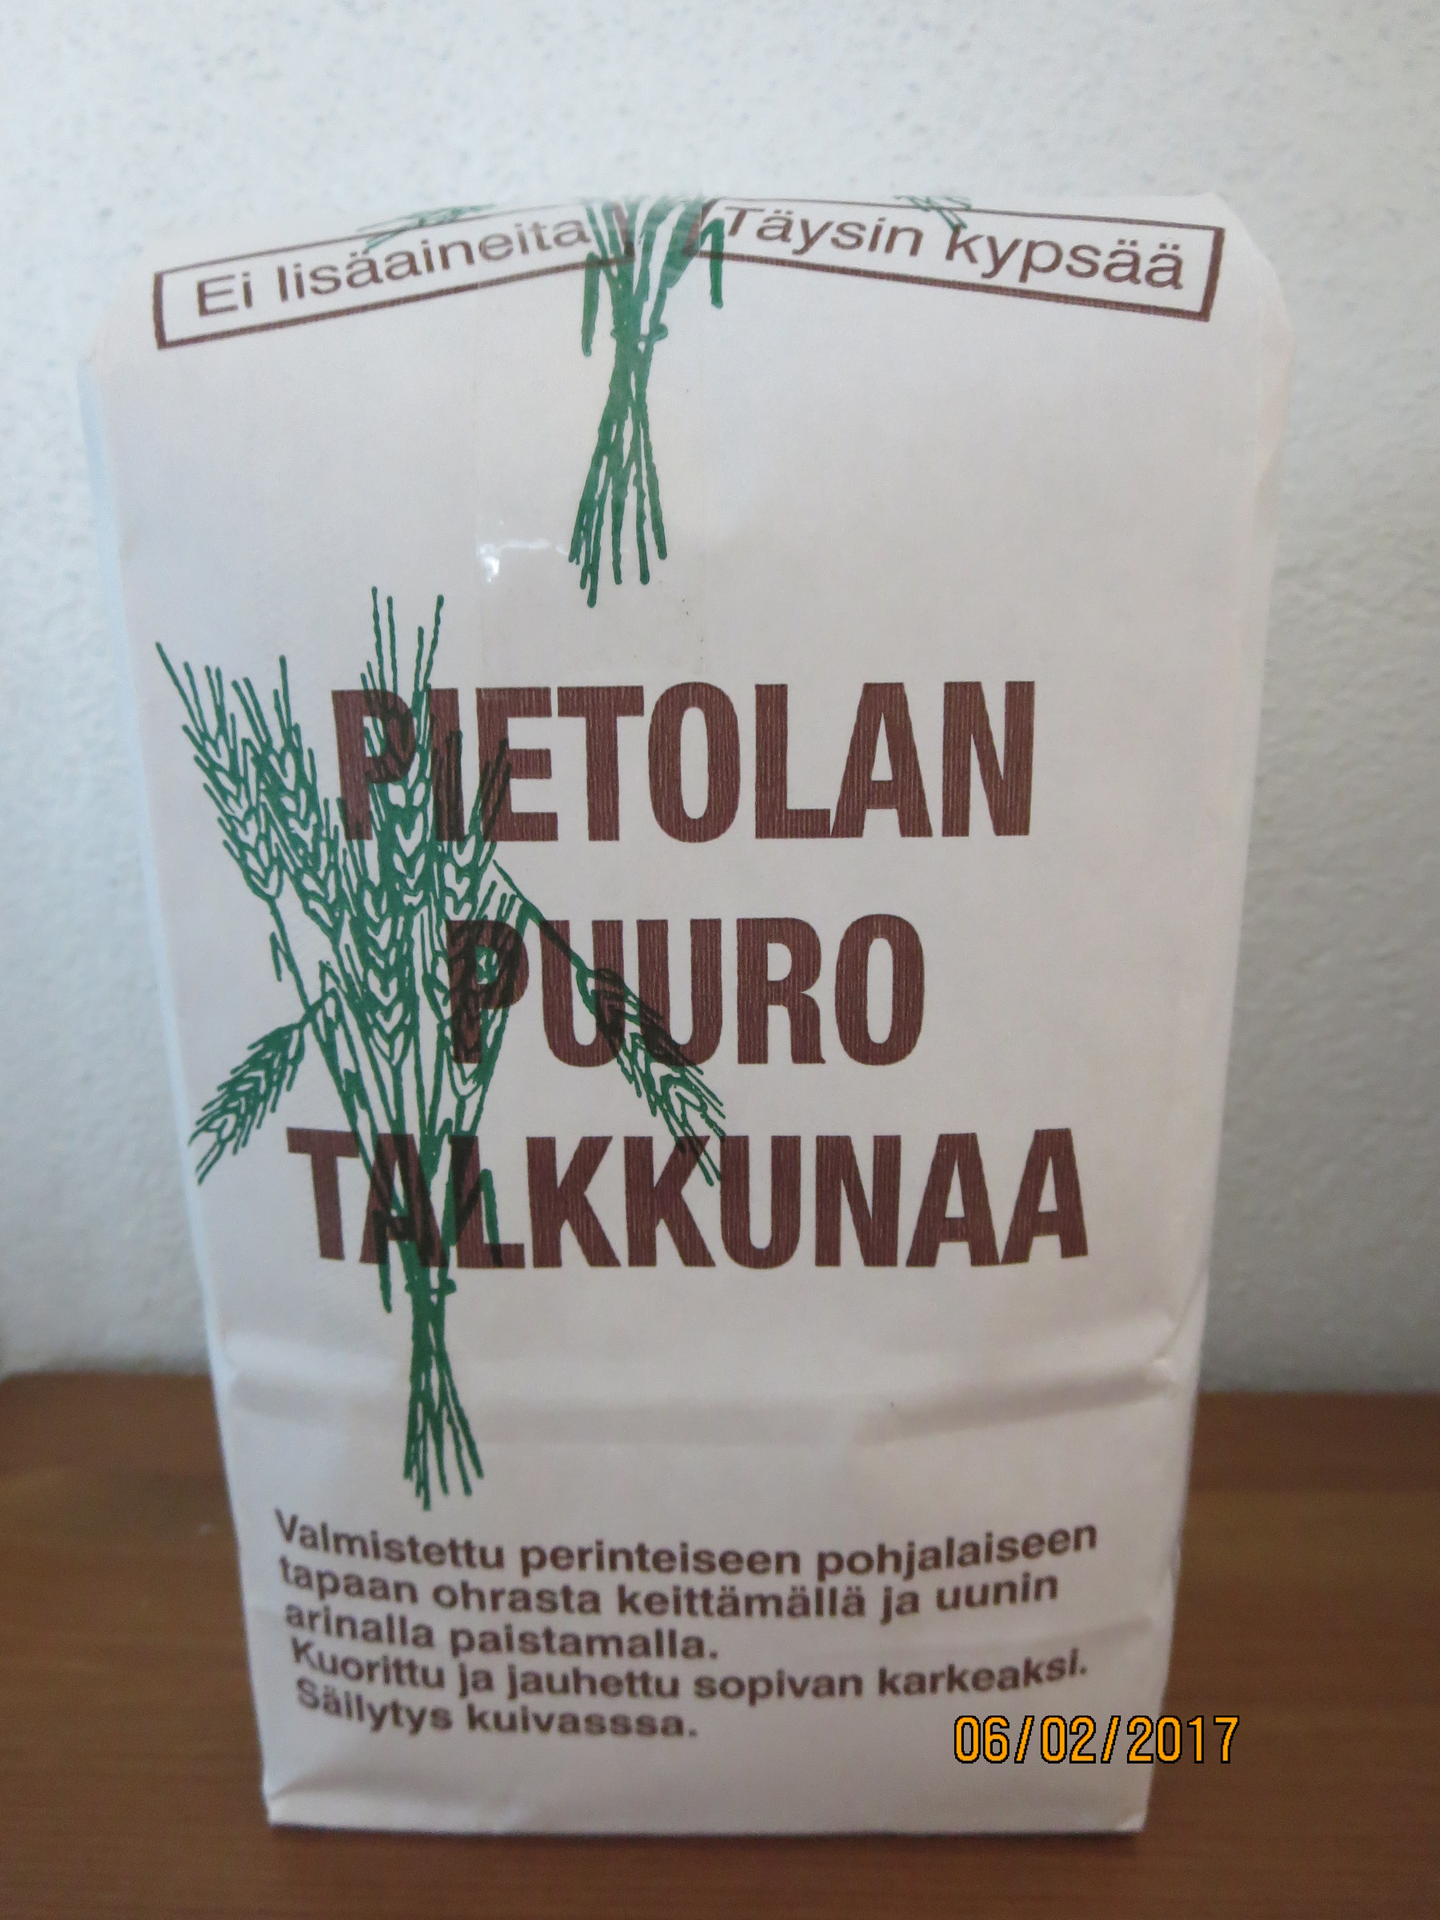 Ei lisäaineita
Täysin kypsää
PIETOLAN
PUURO
TALKKUNAA
Valmistettu perinteiseen pohjalaiseen
tapaan ohrasta keittämällä ja uunin
arinalla paistamalla.
Kuorittu ja jauhettu sopivan karkeaksi.
Säilytys kuivasssa.
06/02/2017